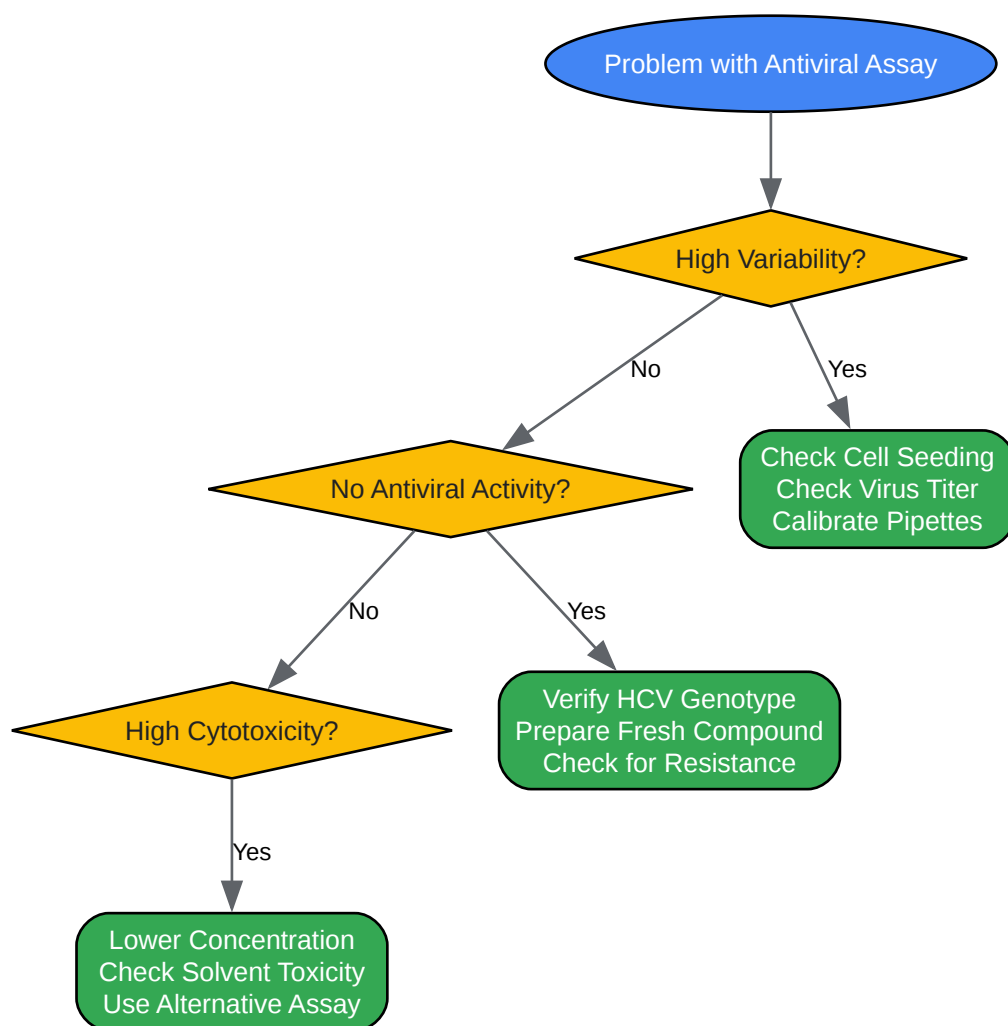 Problem with Antiviral Assay
High Variability?
No
Yes
Check Cell Seeding
Check Virus Titer
Calibrate Pipettes
No Antiviral Activity?
No
Yes
Verify HCV Genotype
Prepare Fresh Compound
Check for Resistance
High Cytotoxicity?
Yes
Lower Concentration
Check Solvent Toxicity
Use Alternative Assay